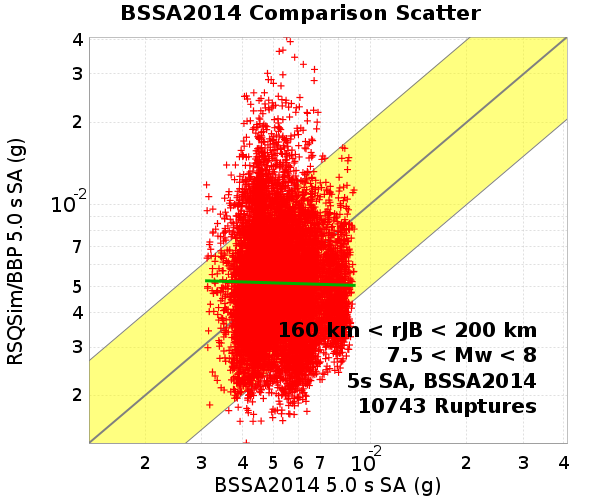 BSSA2014 Comparison Scatter
RSQSim/BBP 5.0 s SA (g)
4
3
2
10-2
7
5
4
3
2
160 km < rJB < 200 km
7.5 < Mw < 8
5s SA, BSSA2014
10743 Ruptures
2 3 4 5 6 7 10-2 2 3 4
BSSA2014 5.0 s SA (g)